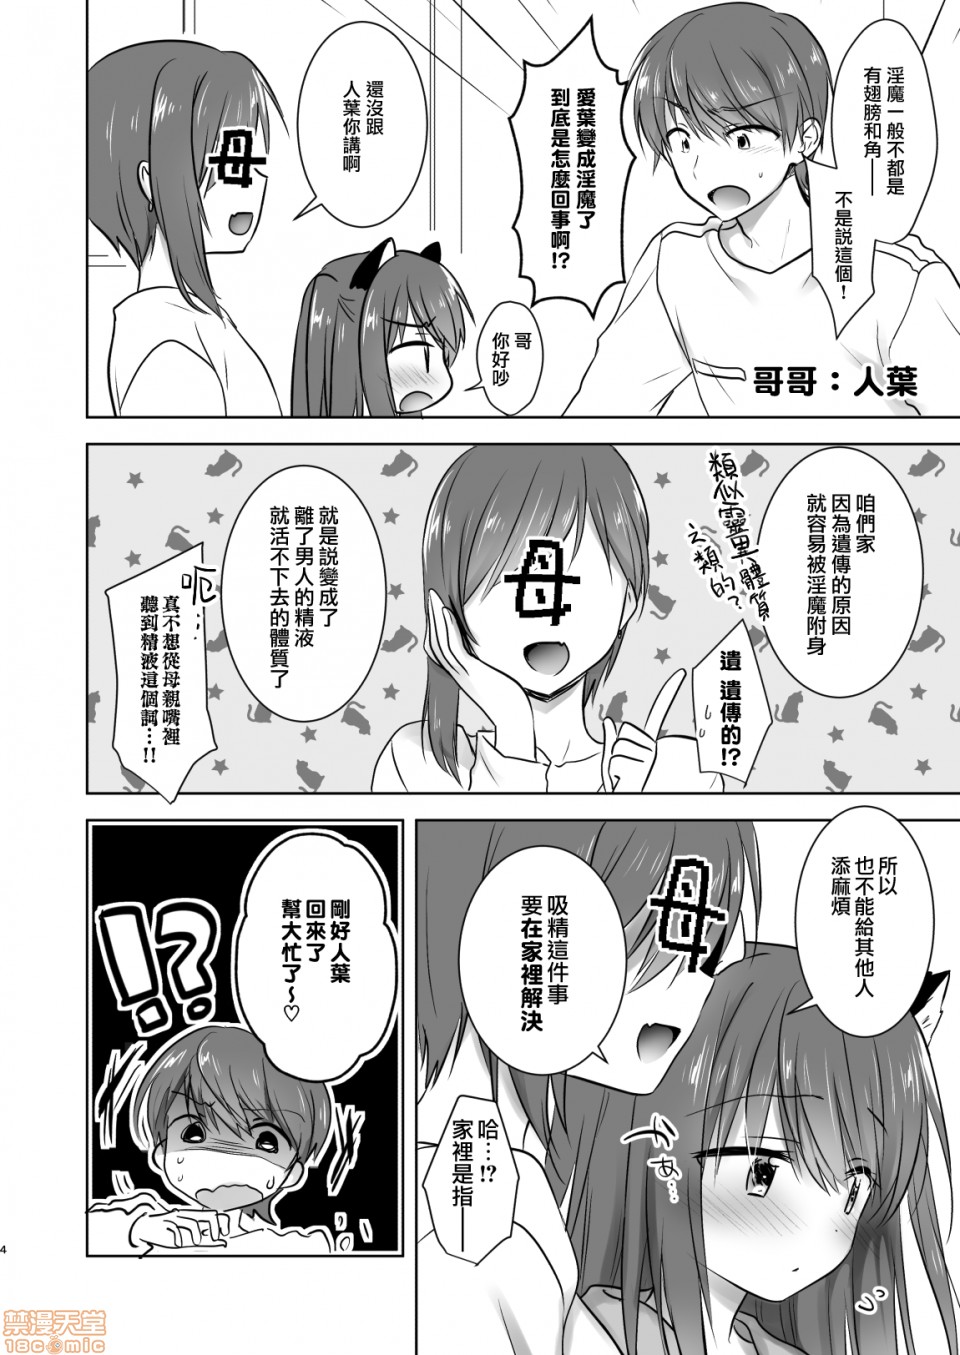 淫魔一般不都是
有翅膀和角——
不是説這個！
愛葉變成淫魔了
到底是怎麼回事啊!?
哥哥：人葉
哥
你好吵
還沒跟
人葉你講啊
母
咱們家
因為遺傳的原因
就容易被淫魔附身
類似靈異體質
之類的？
遺 遺傳的!?
母
就是説變成了
離了男人的精液
就活不下去的體質了
呃…
真不想從母親嘴裡
聽到精液這個詞…!!
所以
也不能給其他人
添麻煩
母
吸精這件事
要在家裡解決
あ…
哈…!?
家裡是指——
剛好人葉
回來了
幫大忙了～♡
!?
4
禁漫天堂
18comic